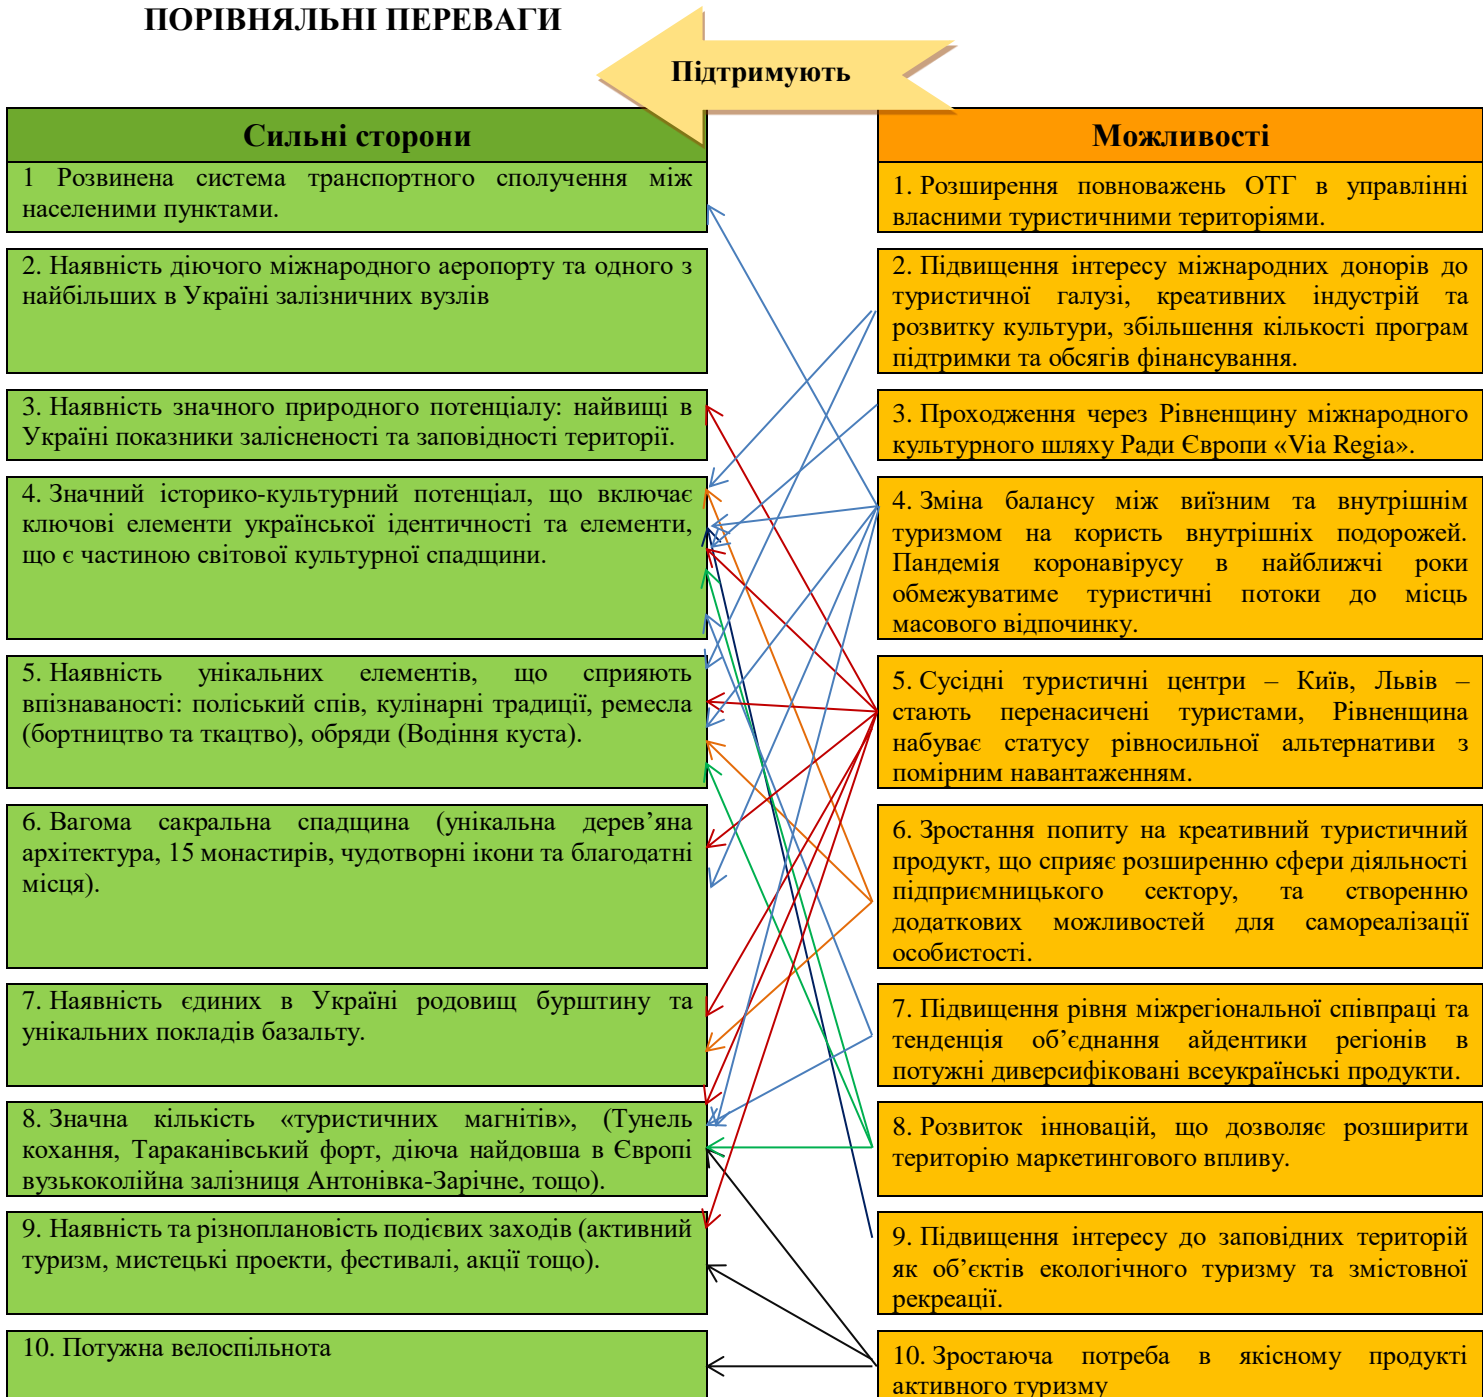 ПОРІВНЯЛЬНІ ПЕРЕВАГИ
Підтримують
Сильні сторони
1 Розвинена система транспортного сполучення між
населеними пунктами.
2. Наявність діючого міжнародного аеропорту та одного з
найбільших в Україні залізничних вузлів
3. Наявність значного природного потенціалу: найвищі в
Україні показники залісненості та заповідності території.
4. Значний історико-культурний потенціал, що включає
ключові елементи української ідентичності та елементи,
що є частиною світової культурної спадщини.
5. Наявність унікальних елементів, що сприяють
впізнаваності: поліський спів, кулінарні традиції, ремесла
(бортництво та ткацтво), обряди (Водіння куста).
6. Вагома сакральна спадщина (унікальна дерев’яна
архітектура, 15 монастирів, чудотворні ікони та благодатні
місця).
7. Наявність єдиних в Україні родовищ бурштину та
унікальних покладів базальту.
8. Значна кількість «туристичних магнітів», (Тунель
кохання, Тараканівський форт, діюча найдовша в Європі
вузькоколійна залізниця Антонівка-Зарічне, тощо).
9. Наявність та різноплановість подієвих заходів (активний
туризм, мистецькі проекти, фестивалі, акції тощо).
10. Потужна велоспільнота
Можливості
1. Розширення повноважень ОТГ в управлінні
власними туристичними територіями.
2. Підвищення інтересу міжнародних донорів до
туристичної галузі, креативних індустрій та
розвитку культури, збільшення кількості програм
підтримки та обсягів фінансування.
3. Проходження через Рівненщину міжнародного
культурного шляху Ради Європи «Via Regia».
4. Зміна балансу між виїзним та внутрішнім
туризмом на користь внутрішніх подорожей.
Пандемія коронавірусу в найближчі роки
обмежуватиме туристичні потоки до місць
масового відпочинку.
5. Сусідні туристичні центри – Київ, Львів –
стають перенасичені туристами, Рівненщина
набуває статусу рівносильної альтернативи з
помірним навантаженням.
6. Зростання попиту на креативний туристичний
продукт, що сприяє розширенню сфери діяльності
підприємницького сектору, та створенню
додаткових можливостей для самореалізації
особистості.
7. Підвищення рівня міжрегіональної співпраці та
тенденція об’єднання айдентики регіонів в
потужні диверсифіковані всеукраїнські продукти.
8. Розвиток інновацій, що дозволяє розширити
територію маркетингового впливу.
9. Підвищення інтересу до заповідних територій
як об’єктів екологічного туризму та змістовної
рекреації.
10. Зростаюча потреба в якісному продукті
активного туризму